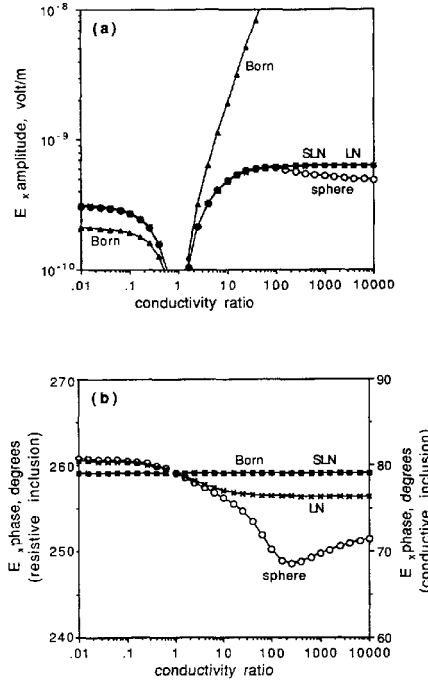 (a)
10-8
Born
10-9
SLN LN
sphere
Born
10-10
.01 .1 1 10 100 1000 10000
conductivity ratio
E x amplitude, volt/m
(b)
270
90
Born SLN
260
80
LN
250
70
sphere
240
60
.01 .1 1 10 100 1000 10000
conductivity ratio
E x phase, degrees
(resistive inclusion)
E x phase, degrees
(conductive inclusion)